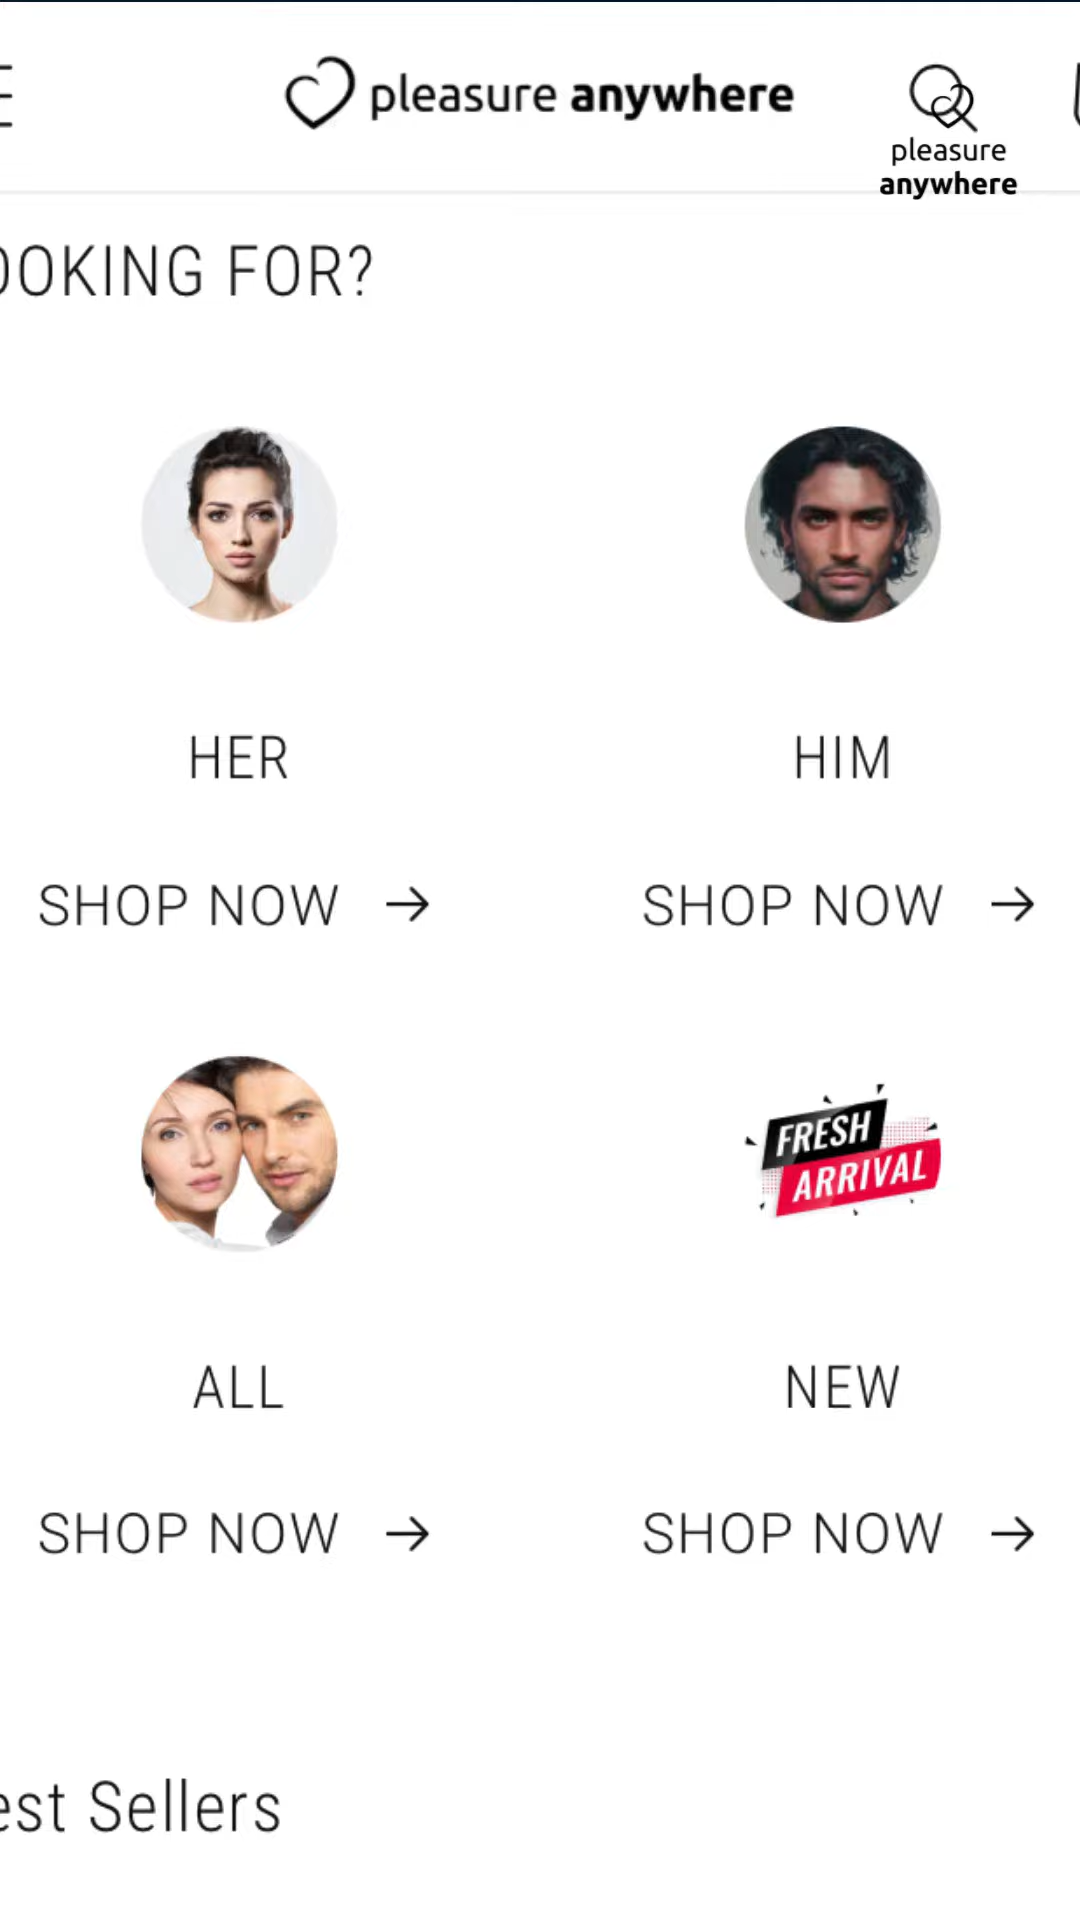 pleasure anywhere
pleasure
anywhere
OOKING FOR?
HER
HIM
SHOP NOW →
SHOP NOW →
FRESH
ARRIVAL
ALL
NEW
SHOP NOW →
SHOP NOW →
est Sellers